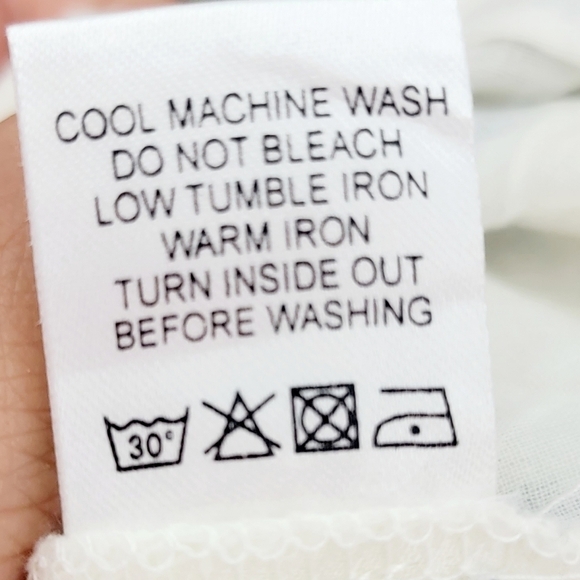 COOL MACHINE WASH
DO NOT BLEACH
LOW TUMBLE IRON
WARM IRON
TURN INSIDE OUT
BEFORE WASHING
30°